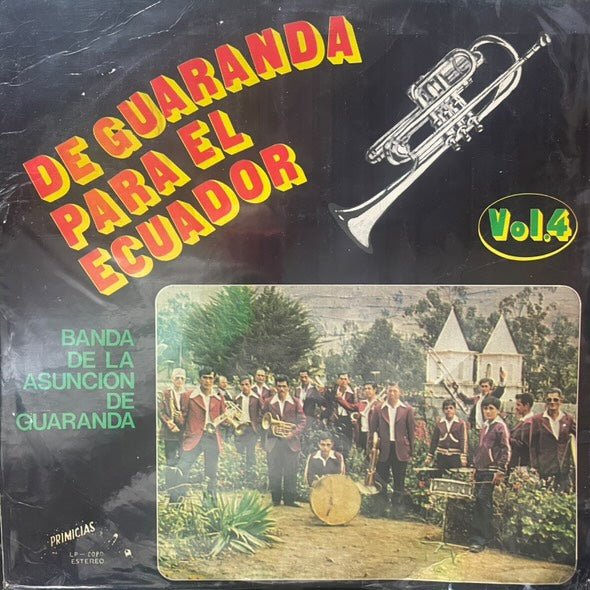 DE GUARANDA
PARA EL
ECUADOR
Vol.4
BANDA
DE LA
ASUNCION
DE
GUARANDA
PRIMICIAS
ESTEREO